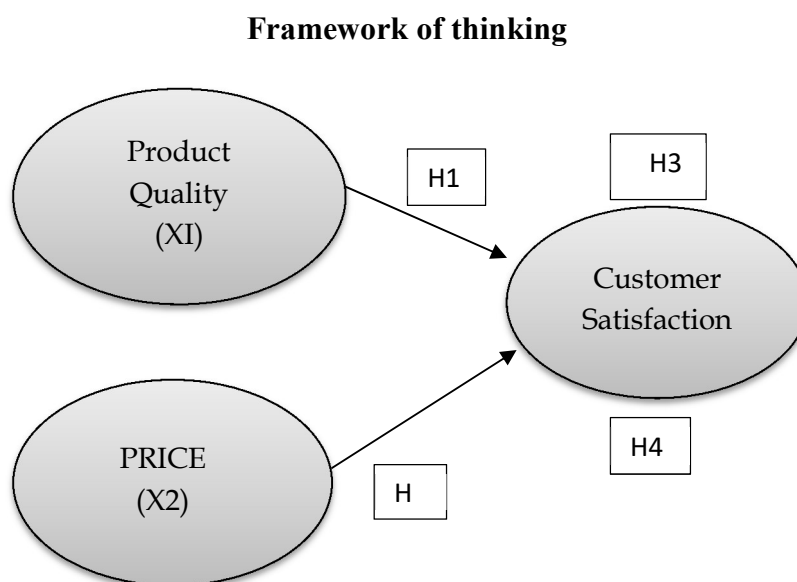 Framework of thinking
Product
Quality
(XI)
H1
H3
Customer
Satisfaction
PRICE
(X2)
H
H4